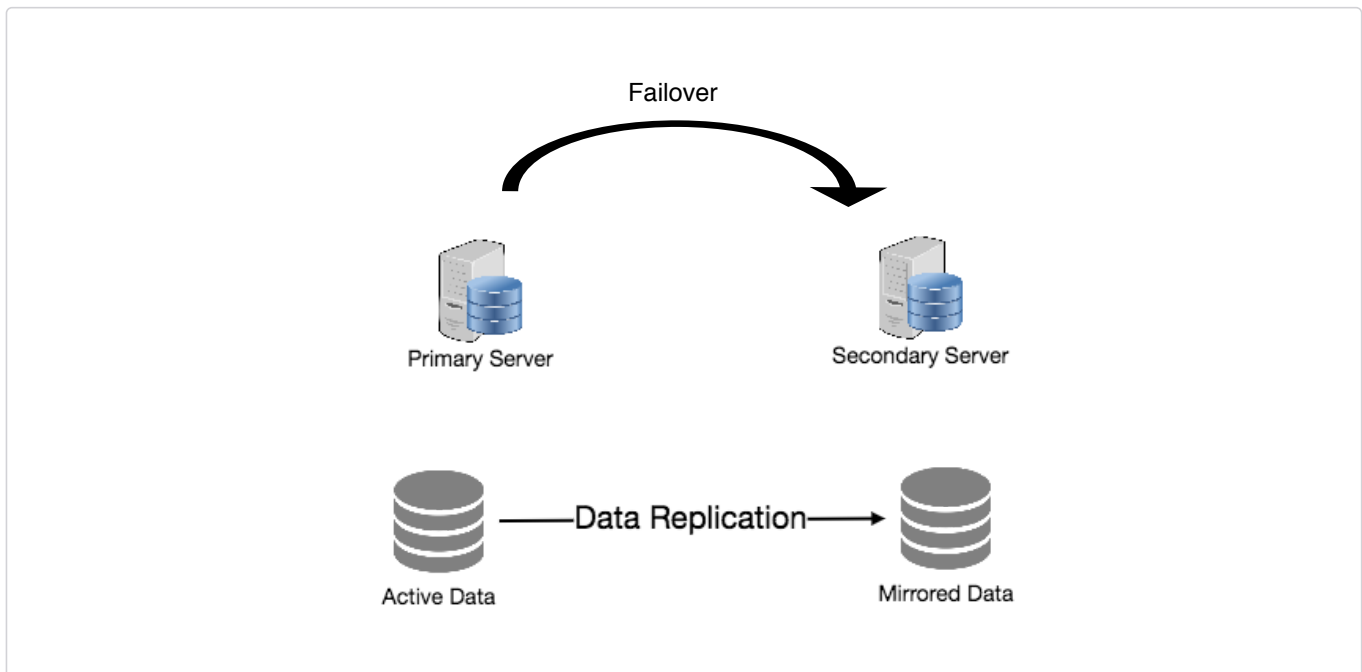 Failover
Primary Server
Secondary Server
Data Replication
Active Data
Mirrored Data